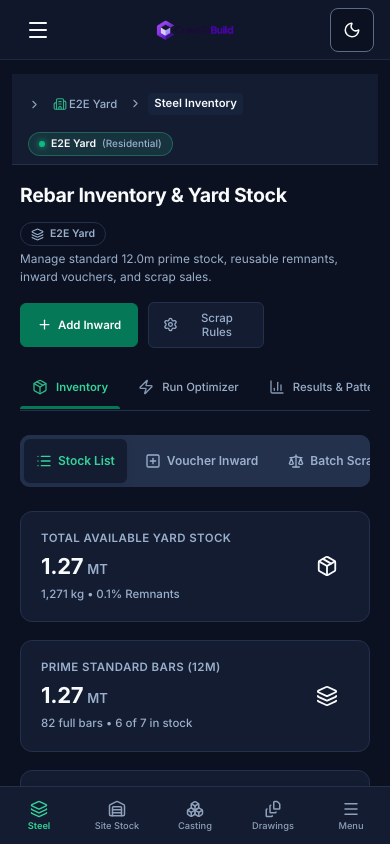 Build
E2E Yard
Steel Inventory
E2E Yard (Residential)
Rebar Inventory & Yard Stock
E2E Yard
Manage standard 12.0m prime stock, reusable remnants,
inward vouchers, and scrap sales.
Add Inward
Scrap
Rules
Inventory
Run Optimizer
Results & Patte
Stock List
Voucher Inward
Batch Scra
TOTAL AVAILABLE YARD STOCK
1.27 MT
1,271 kg • 0.1% Remnants
PRIME STANDARD BARS (12M)
1.27 MT
82 full bars • 6 of 7 in stock
Steel
Site Stock
Casting
Drawings
Menu